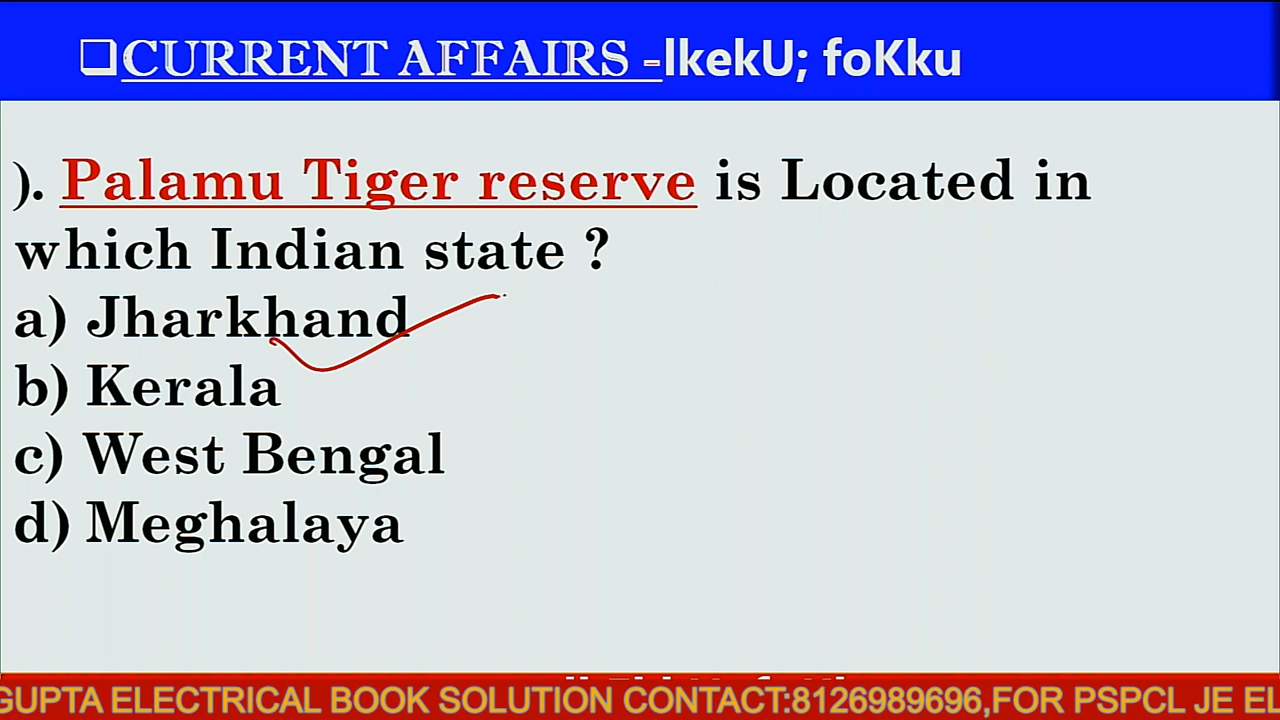 ❑CURRENT AFFAIRS -lkekU; foKku
). Palamu Tiger reserve is Located in
which Indian state ?
a) Jharkhand
b) Kerala
c) West Bengal
d) Meghalaya
GUPTA ELECTRICAL BOOK SOLUTION CONTACT:8126989696,FOR PSPCL JE EL